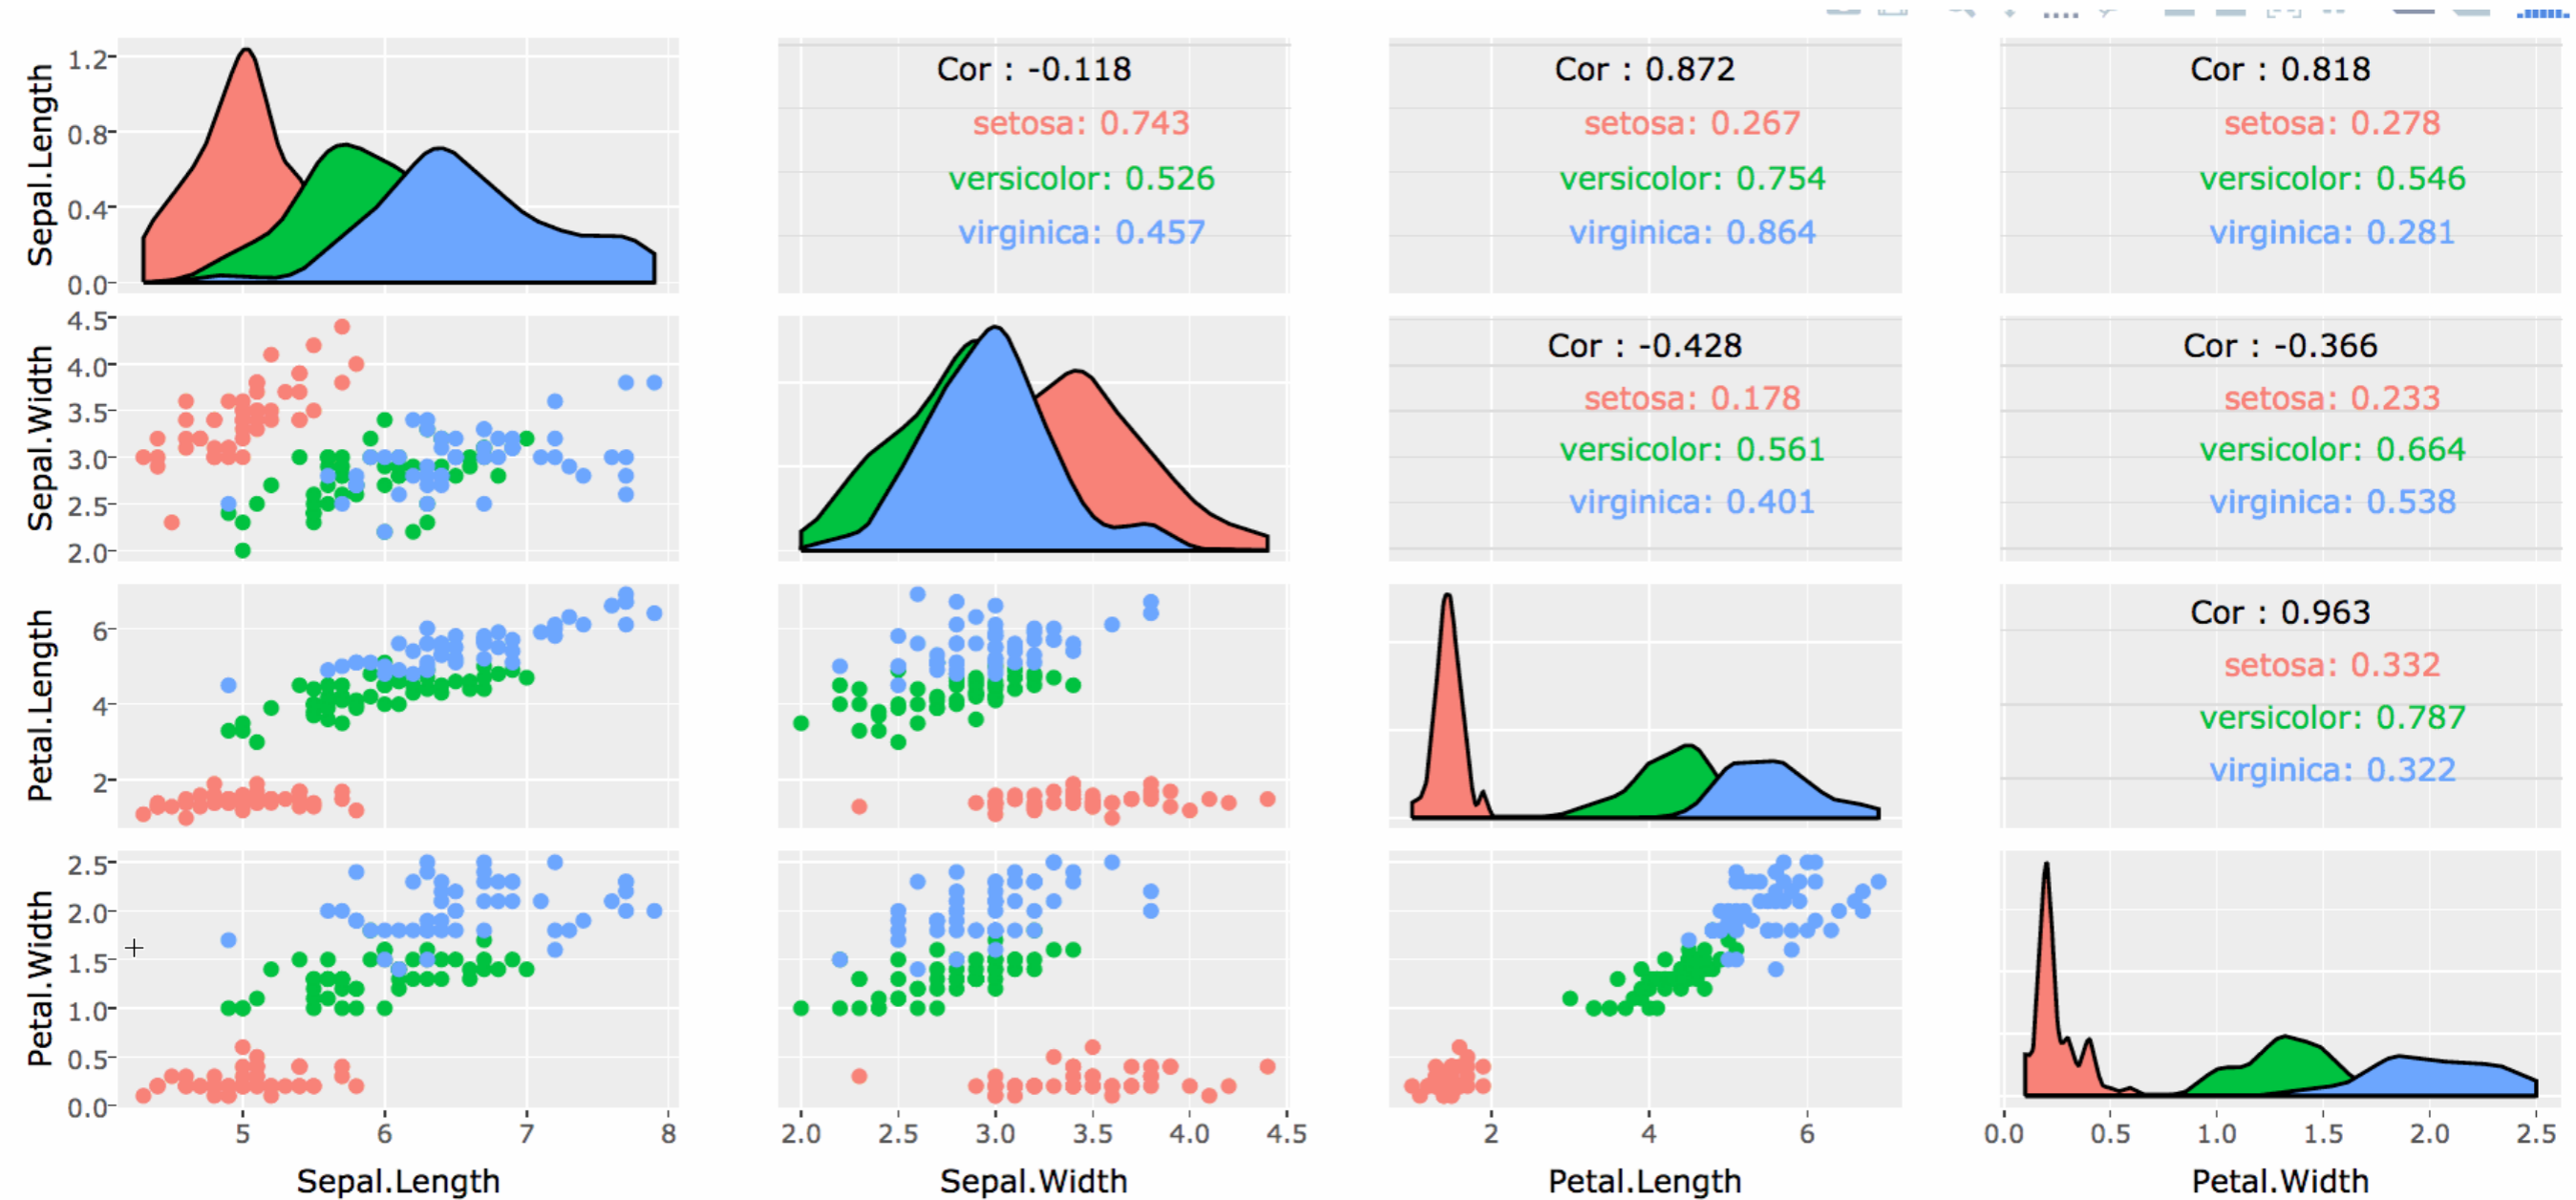 Sepal.Length
1.2
0.8
0.4
0.0
Cor : -0.118
setosa: 0.743
versicolor: 0.526
virginica: 0.457
Cor : 0.872
setosa: 0.267
versicolor: 0.754
virginica: 0.864
Cor : 0.818
setosa: 0.278
versicolor: 0.546
virginica: 0.281
Sepal.Width
4.5
4.0
3.5
3.0
2.5
2.0
Cor : -0.428
setosa: 0.178
versicolor: 0.561
virginica: 0.401
Cor : -0.366
setosa: 0.233
versicolor: 0.664
virginica: 0.538
Petal.Length
6
4
2
Cor : 0.963
setosa: 0.332
versicolor: 0.787
virginica: 0.322
Petal.Width
2.5
2.0
1.5
1.0
0.5
0.0
5 6 7 8
2.0 2.5 3.0 3.5 4.0 4.5
2 4 6
0.0 0.5 1.0 1.5 2.0 2.5
Sepal.Length
Sepal.Width
Petal.Length
Petal.Width